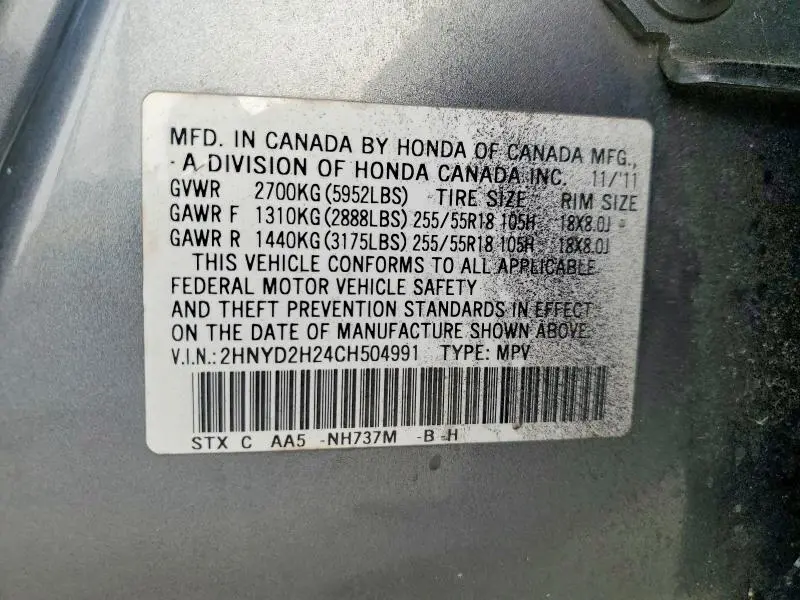 MFD. IN CANADA BY HONDA OF CANADA MFG.,
- A DIVISION OF HONDA CANADA INC. 11/'11
GVWR 2700KG(5952LBS) TIRE SIZE RIM SIZE
GAWR F 1310KG(2888LBS) 255/55R18 105H 18X8.0J
GAWR R 1440KG(3175LBS) 255/55R18 105H 18X8.0J
THIS VEHICLE CONFORMS TO ALL APPLICABLE
FEDERAL MOTOR VEHICLE SAFETY
AND THEFT PREVENTION STANDARDS IN EFFECT
ON THE DATE OF MANUFACTURE SHOWN ABOVE.
V.I.N.: 2HNYD2H24CH504991 TYPE: MPV
STX C AA5 -NH737M -B -H